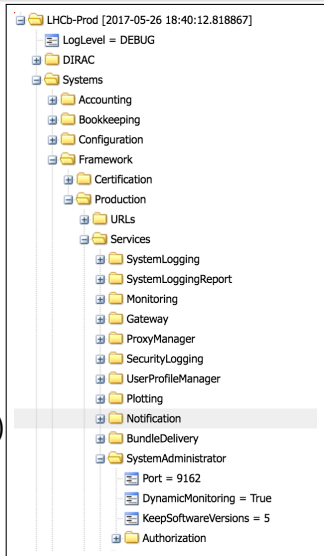 LHCb-Prod [2017-05-26 18:40:12.818867]
LogLevel = DEBUG
DIRAC
Systems
Accounting
Bookkeeping
Configuration
Framework
Certification
Production
URLs
Services
SystemLogging
SystemLoggingReport
Monitoring
Gateway
ProxyManager
SecurityLogging
UserProfileManager
Plotting
Notification
)
BundleDelivery
SystemAdministrator
Port = 9162
DynamicMonitoring = True
KeepSoftwareVersions = 5
Authorization